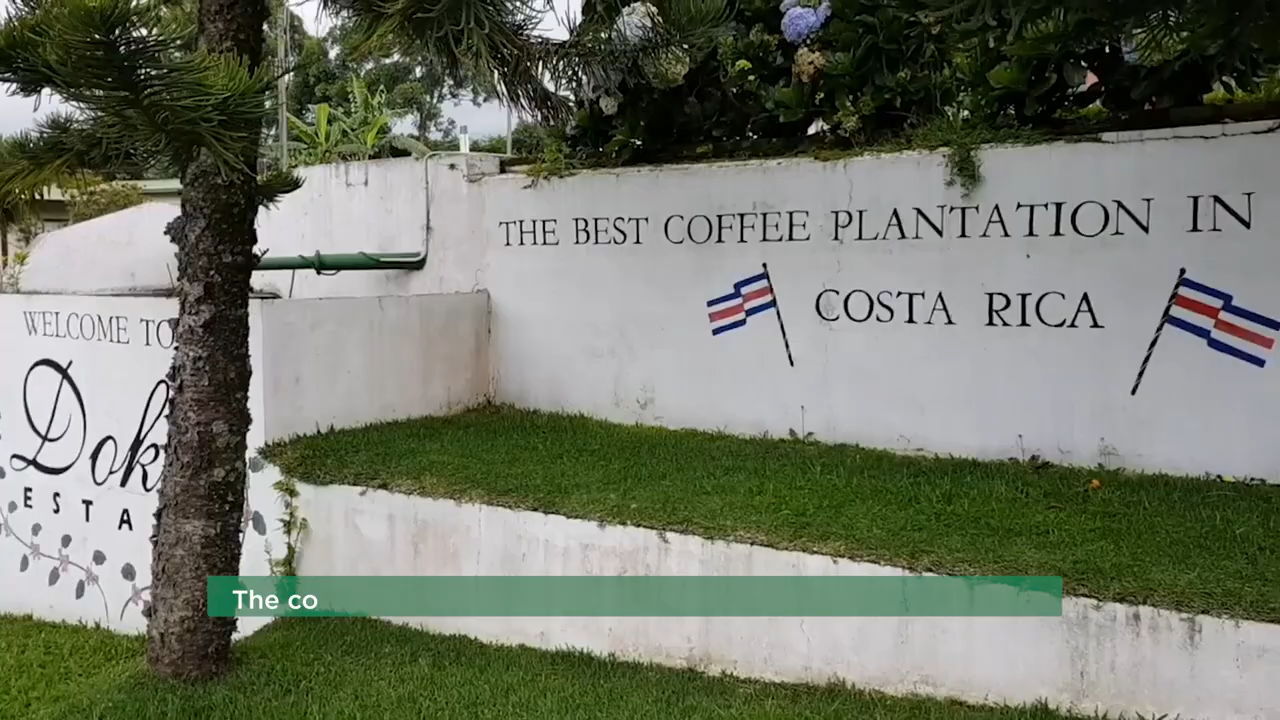 THE BEST COFFEE PLANTATION IN
COSTA RICA
WELCOME TO
Dok
ESTA
The co